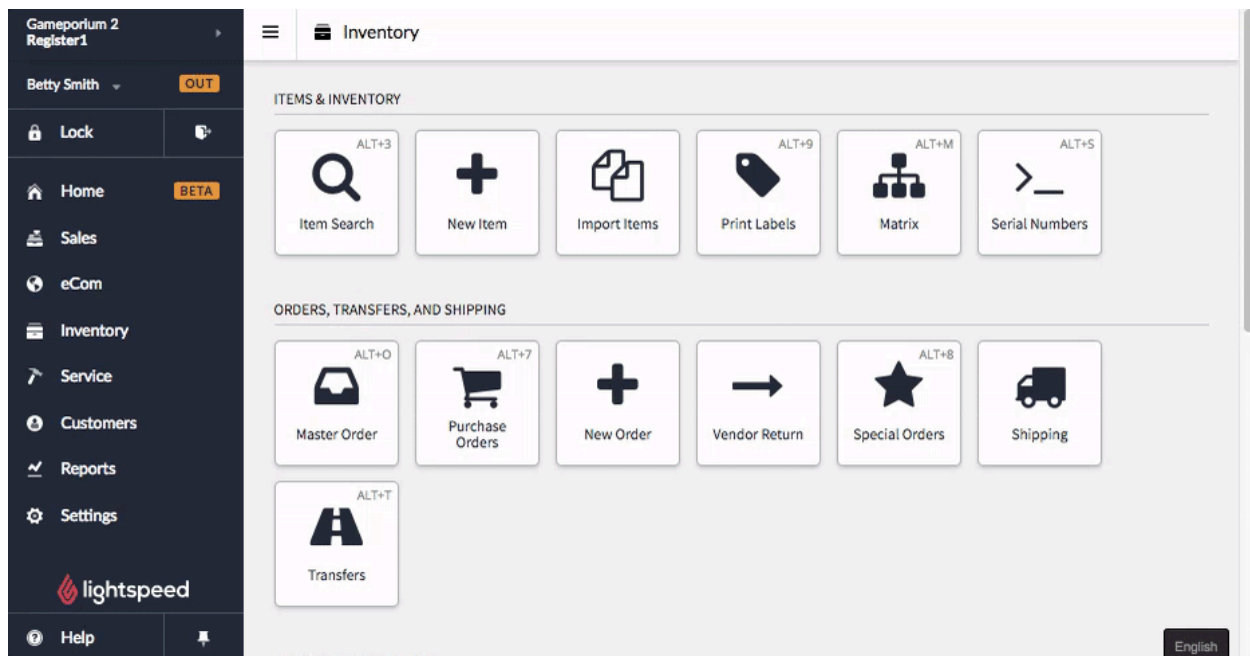 Gameporium 2
Register1
Betty Smith
OUT
Lock
Home
BETA
Sales
eCom
Inventory
Service
Customers
Reports
Settings
lightspeed
Help
Inventory
ITEMS & INVENTORY
ALT+3
Item Search
New Item
Import Items
ALT+9
Print Labels
ALT+M
Matrix
ALT+S
Serial Numbers
ORDERS, TRANSFERS, AND SHIPPING
ALT+O
Master Order
ALT+7
Purchase
Orders
New Order
Vendor Return
ALT+8
Special Orders
Shipping
ALT+T
Transfers
English